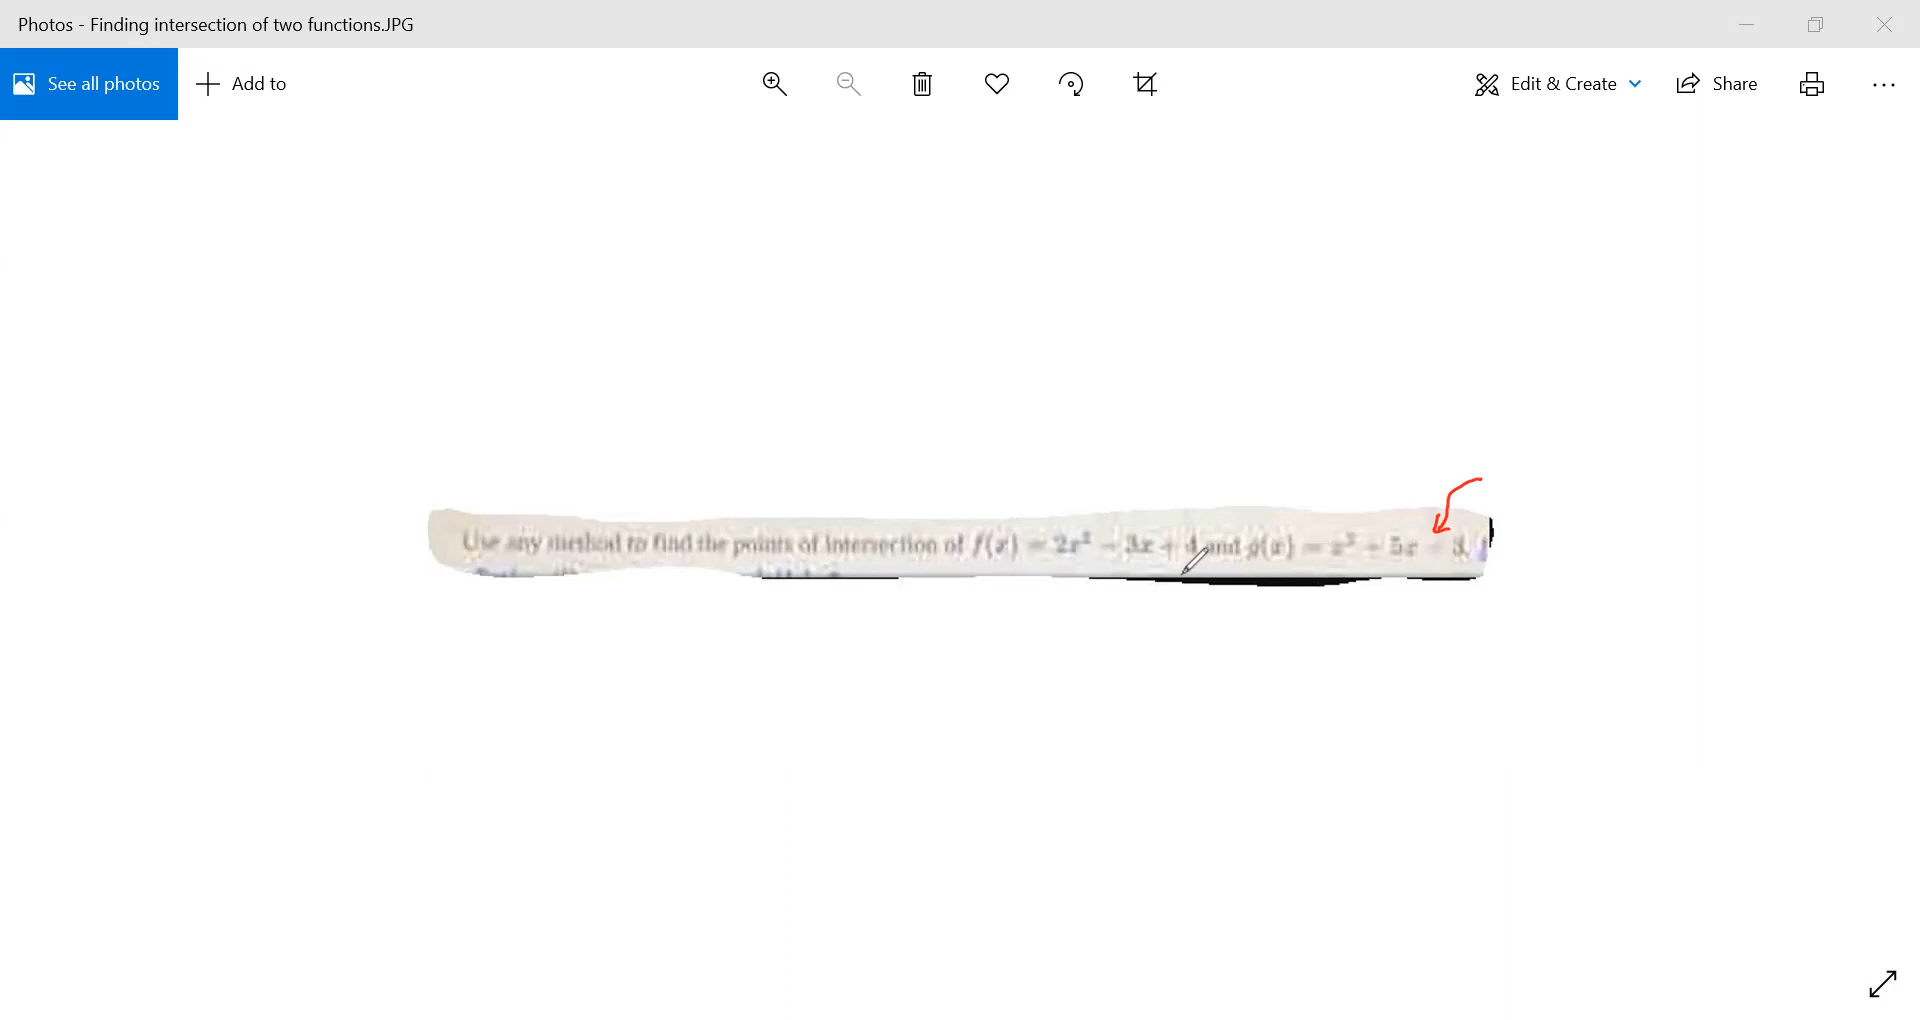 Photos - Finding intersection of two functions.JPG
See all photos
Add to
Edit & Create
Share
Use any method to find the points of intersection of f(x) = 2x² - 3x + 4 and g(x) = x² + 5x - 3.